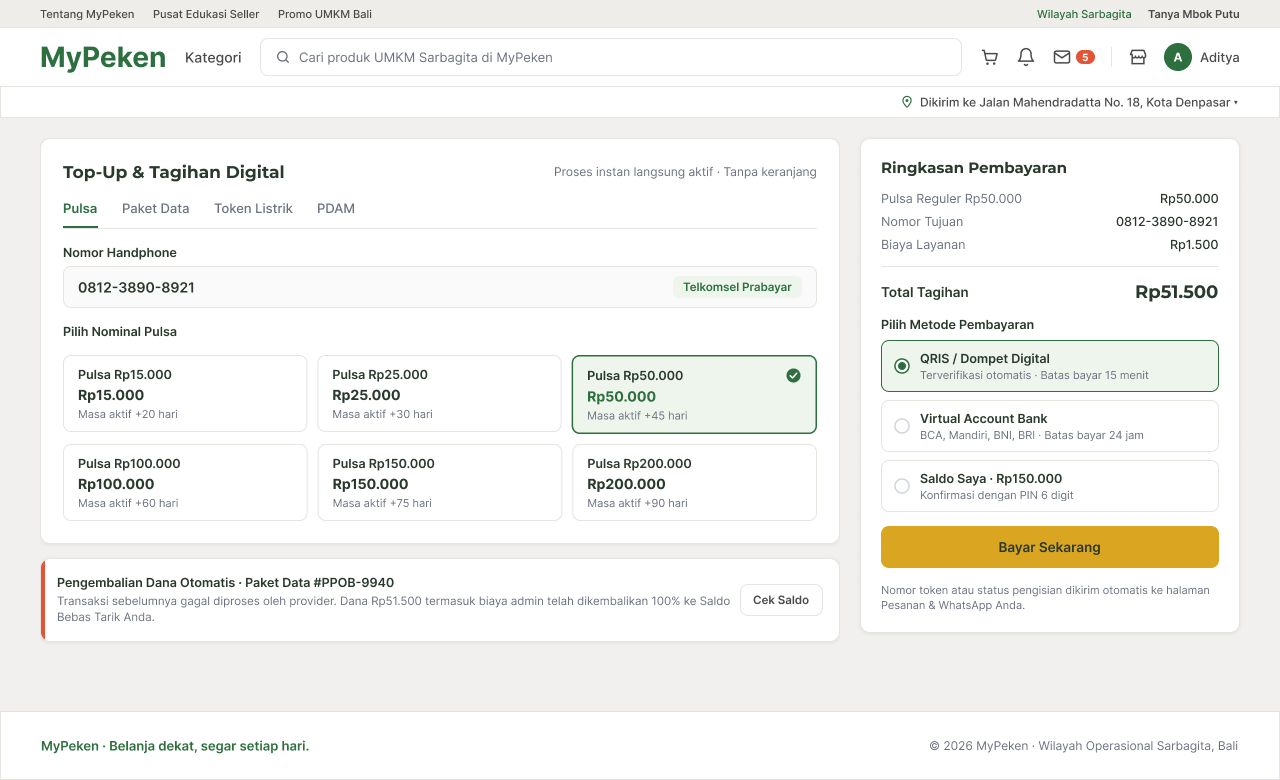 Tentang MyPeken Pusat Edukasi Seller Promo UMKM Bali Wilayah Sarbagita Tanya Mbok Putu
MyPeken Kategori Cari produk UMKM Sarbagita di MyPeken 5 A Aditya
Dikirim ke Jalan Mahendradatta No. 18, Kota Denpasar
Top-Up & Tagihan Digital Proses instan langsung aktif · Tanpa keranjang
Pulsa Paket Data Token Listrik PDAM
Nomor Handphone
0812-3890-8921 Telkomsel Prabayar
Pilih Nominal Pulsa
Pulsa Rp15.000
Rp15.000
Masa aktif +20 hari
Pulsa Rp25.000
Rp25.000
Masa aktif +30 hari
Pulsa Rp50.000
Rp50.000
Masa aktif +45 hari
Pulsa Rp100.000
Rp100.000
Masa aktif +60 hari
Pulsa Rp150.000
Rp150.000
Masa aktif +75 hari
Pulsa Rp200.000
Rp200.000
Masa aktif +90 hari
Pengembalian Dana Otomatis · Paket Data #PPOB-9940
Transaksi sebelumnya gagal diproses oleh provider. Dana Rp51.500 termasuk biaya admin telah dikembalikan 100% ke Saldo
Bebas Tarik Anda.
Cek Saldo
Ringkasan Pembayaran
Pulsa Reguler Rp50.000 Rp50.000
Nomor Tujuan 0812-3890-8921
Biaya Layanan Rp1.500
Total Tagihan Rp51.500
Pilih Metode Pembayaran
QRIS / Dompet Digital
Terverifikasi otomatis · Batas bayar 15 menit
Virtual Account Bank
BCA, Mandiri, BNI, BRI · Batas bayar 24 jam
Saldo Saya · Rp150.000
Konfirmasi dengan PIN 6 digit
Bayar Sekarang
Nomor token atau status pengisian dikirim otomatis ke halaman
Pesanan & WhatsApp Anda.
MyPeken · Belanja dekat, segar setiap hari. © 2026 MyPeken · Wilayah Operasional Sarbagita, Bali